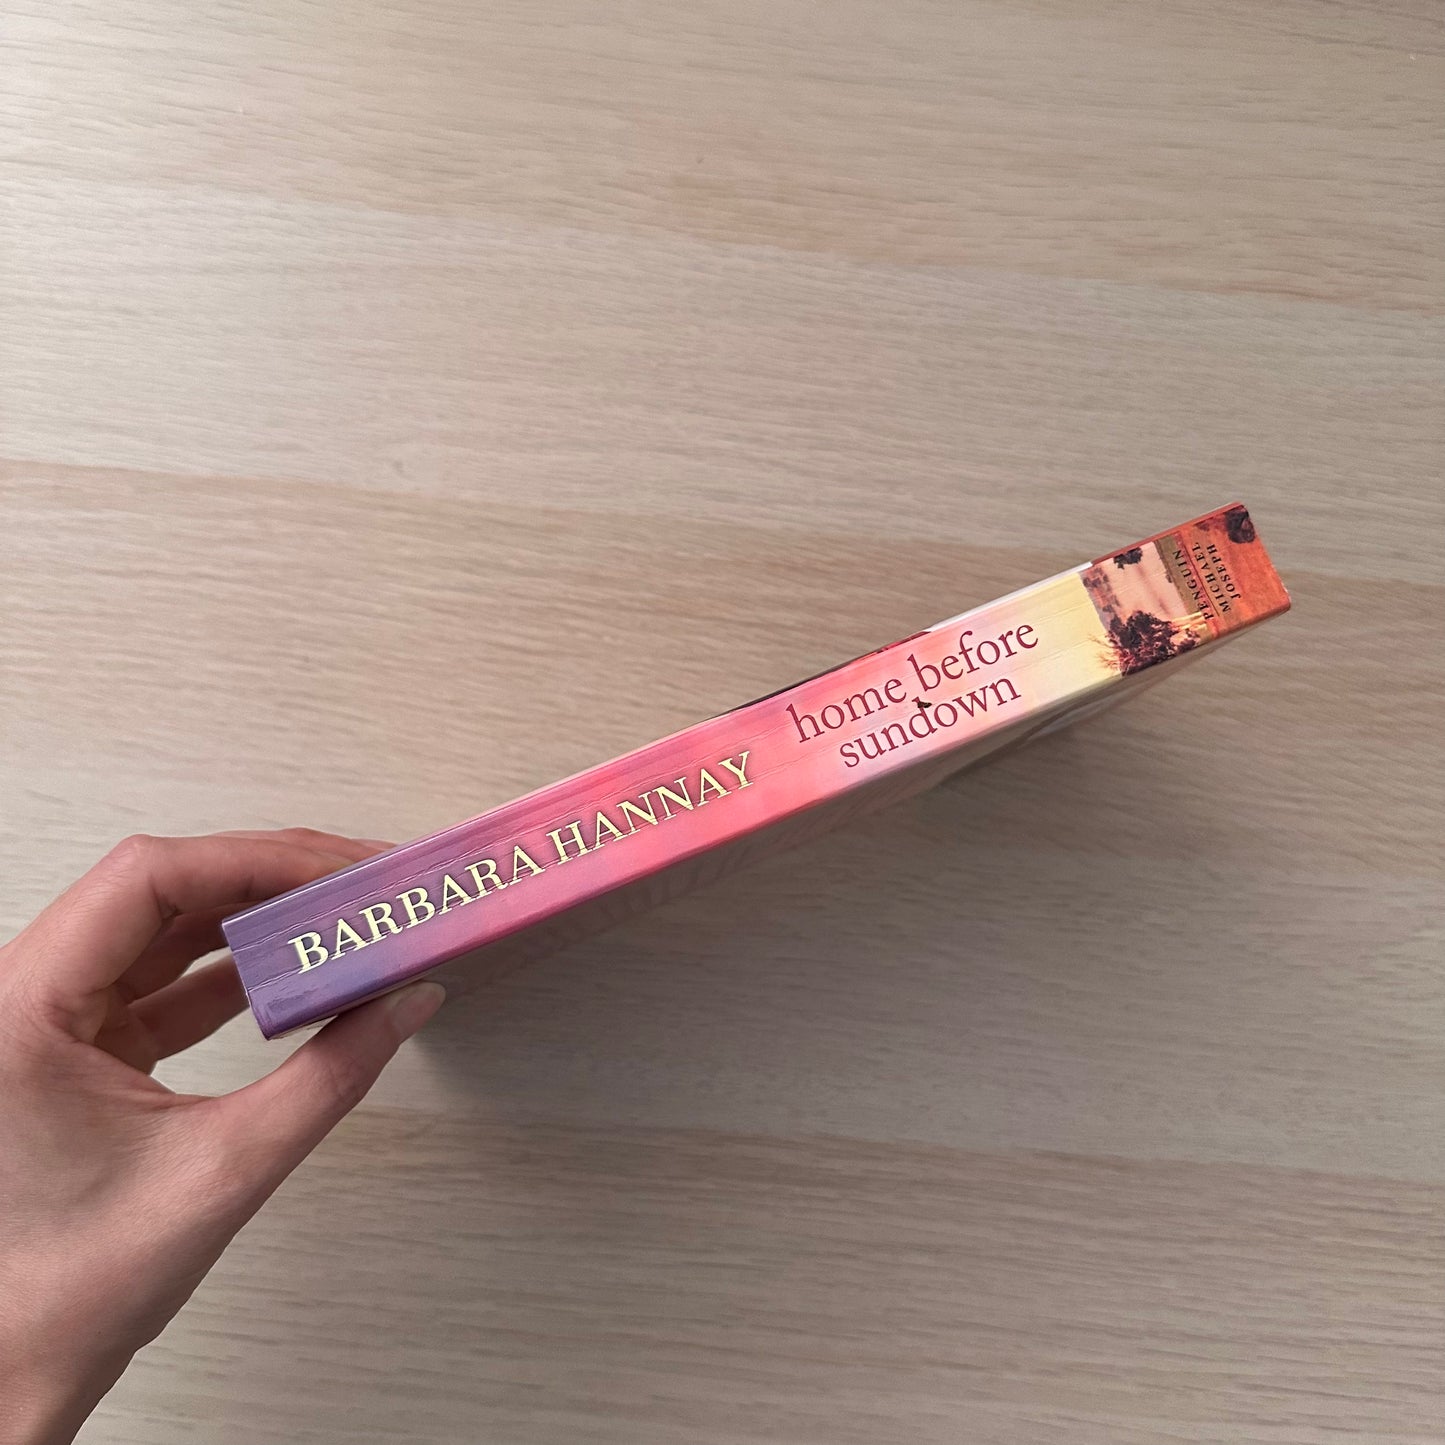 BARBARA HANNAY
home before
sundown
PENGUIN
MICHAEL
JOSEPH